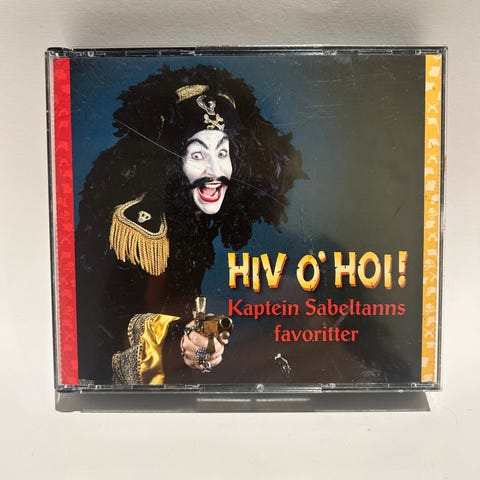 HIV O' HOI!
Kaptein Sabeltanns
favoritter